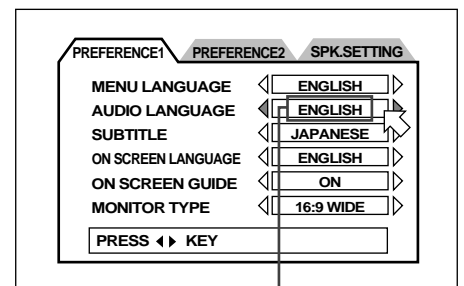 PREFERENCE1 PREFERENCE2 SPK.SETTING
MENU LANGUAGE ENGLISH
AUDIO LANGUAGE ENGLISH
SUBTITLE JAPANESE
ON SCREEN LANGUAGE ENGLISH
ON SCREEN GUIDE ON
MONITOR TYPE 16:9 WIDE
PRESS ◀▶ KEY